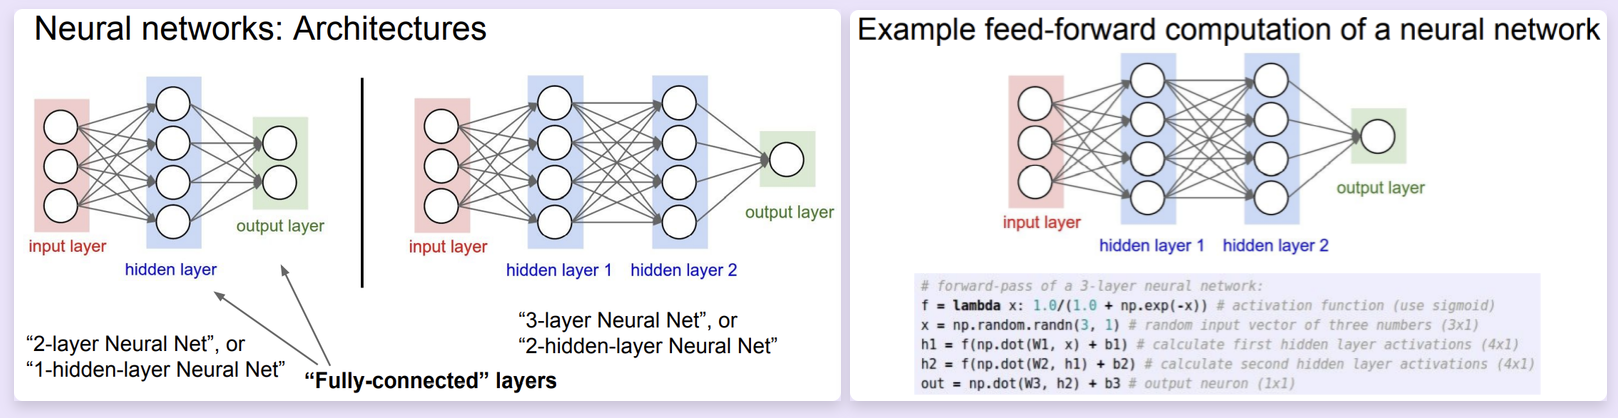 Neural networks: Architectures
input layer
hidden layer
output layer
input layer
hidden layer 1
hidden layer 2
output layer
“2-layer Neural Net”, or
“1-hidden-layer Neural Net”
“3-layer Neural Net”, or
“2-hidden-layer Neural Net”
“Fully-connected” layers
Example feed-forward computation of a neural network
input layer
hidden layer 1
hidden layer 2
output layer
# forward-pass of a 3-layer neural network:
f = lambda x: 1.0/(1.0 + np.exp(-x)) # activation function (use sigmoid)
x = np.random.randn(3, 1) # random input vector of three numbers (3x1)
h1 = f(np.dot(W1, x) + b1) # calculate first hidden layer activations (4x1)
h2 = f(np.dot(W2, h1) + b2) # calculate second hidden layer activations (4x1)
out = np.dot(W3, h2) + b3 # output neuron (1x1)